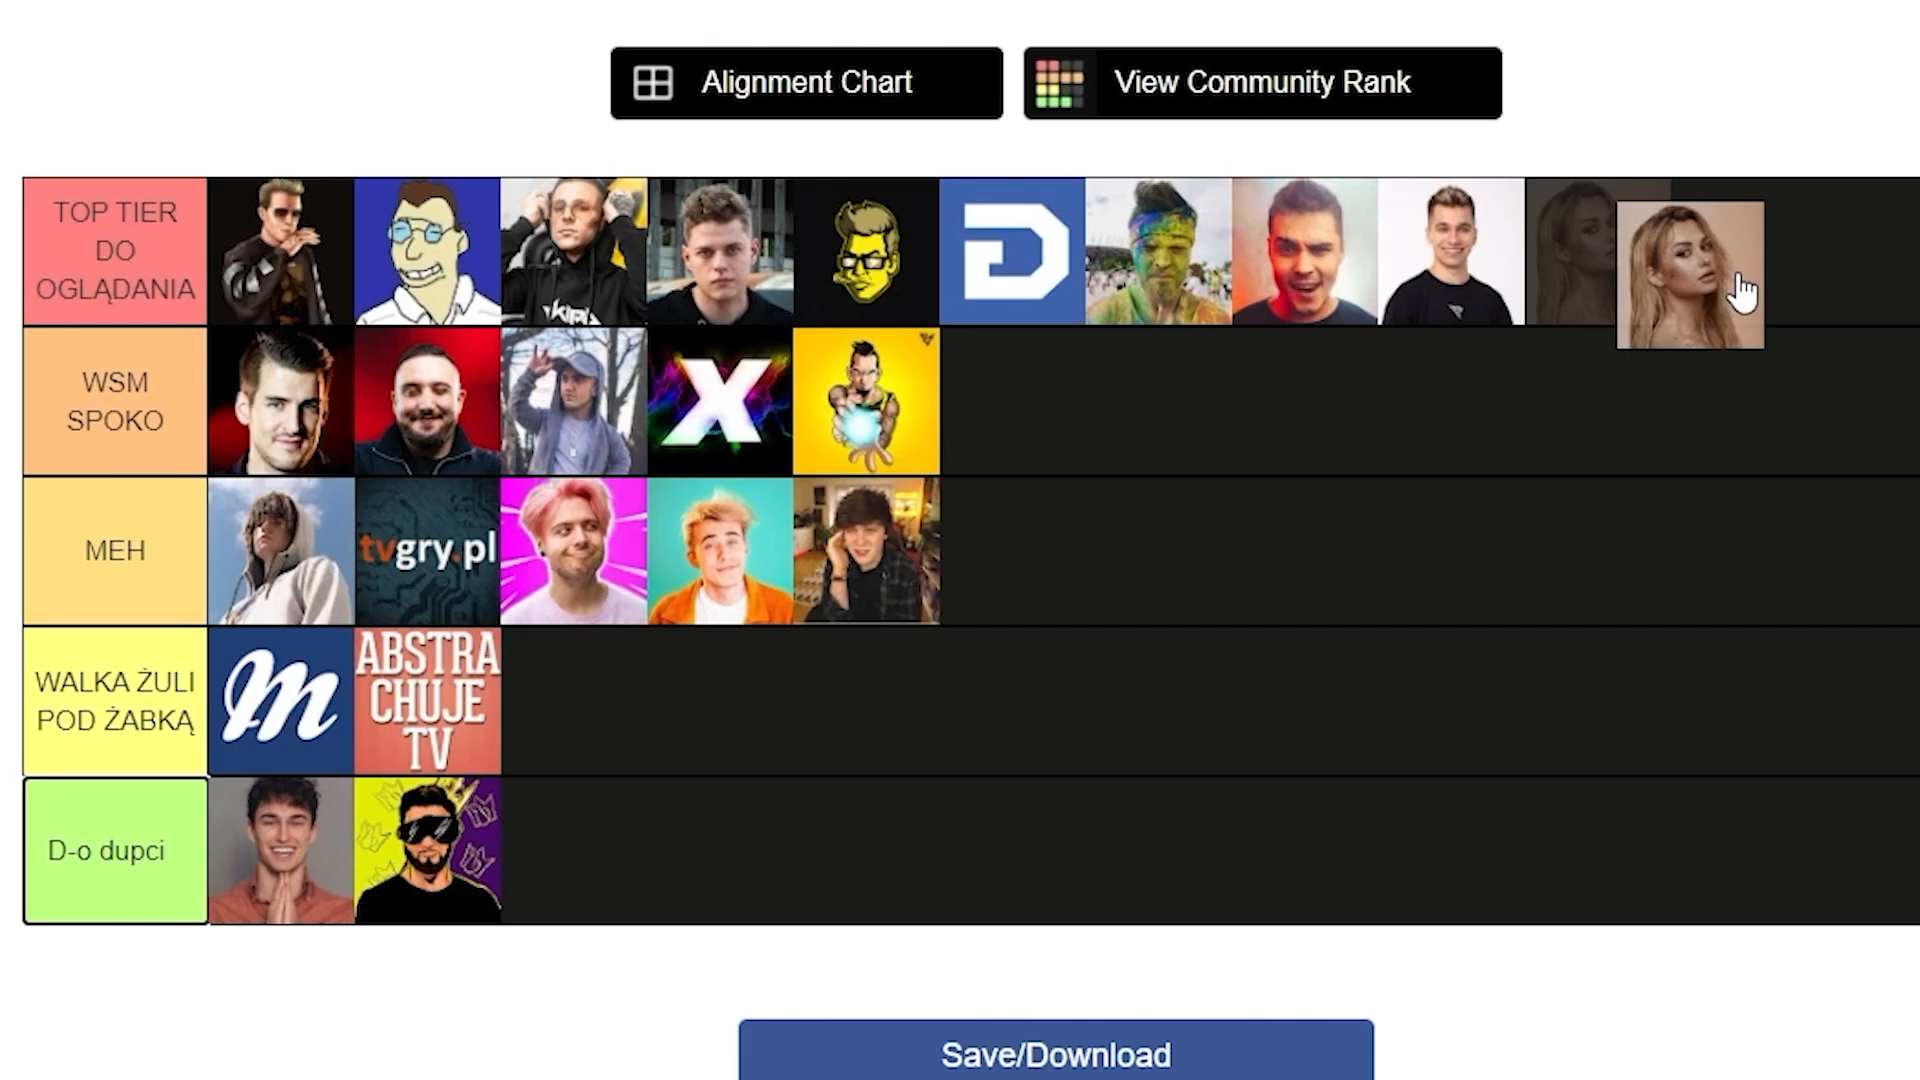 Alignment Chart
View Community Rank
TOP TIER
DO
OGLĄDANIA
WSM
SPOKO
X
MEH
tvgry.pl
WALKA ŻULI
POD ŻABKĄ
m
ABSTRA
CHUJE
TV
D-o dupci
Save/Download